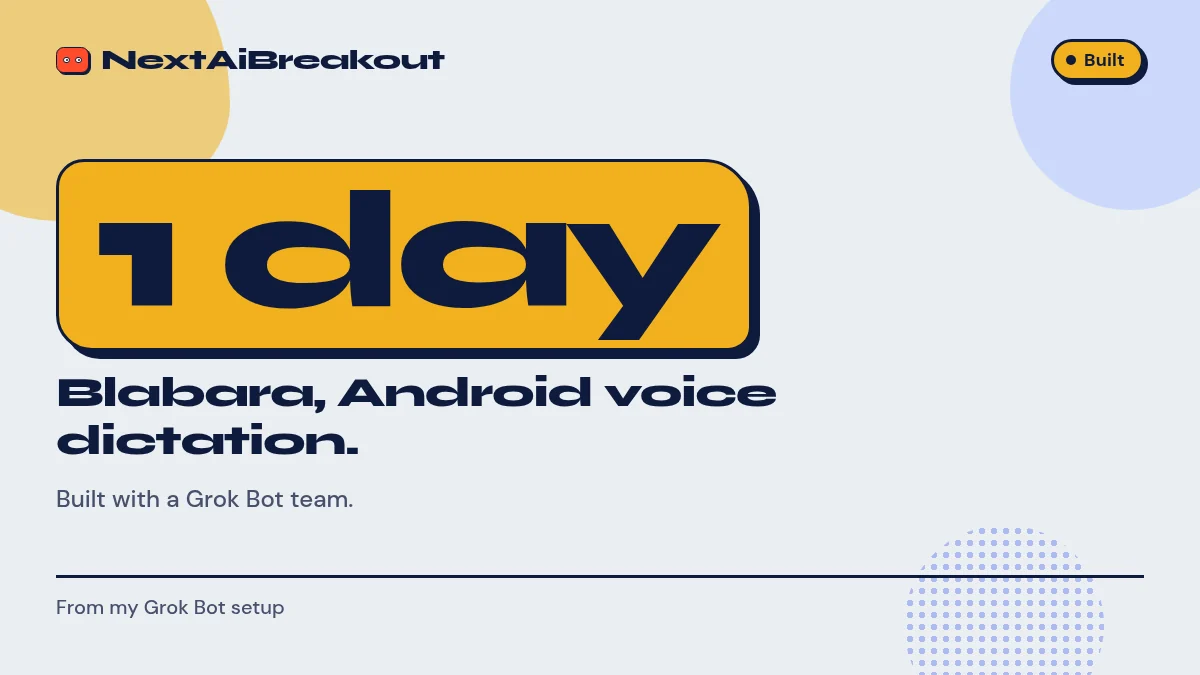 NextAiBreakout
Built
1 day
Blabara, Android voice
dictation.
Built with a Grok Bot team.
From my Grok Bot setup